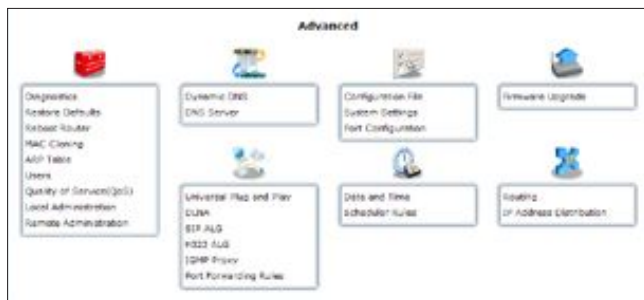 Advanced
Diagnostics
Restore Defaults
Reboot Router
MAC Cloning
ARP Table
Users
Quality of Service(QoS)
Local Administration
Remote Administration
Dynamic DNS
DNS Server
Configuration File
System Settings
Port Configuration
Firmware Upgrade
Universal Plug and Play
DLNA
SIP ALG
H323 ALG
IGMP Proxy
Port Forwarding Rules
Date and Time
Scheduler Rules
Routing
IP Address Distribution